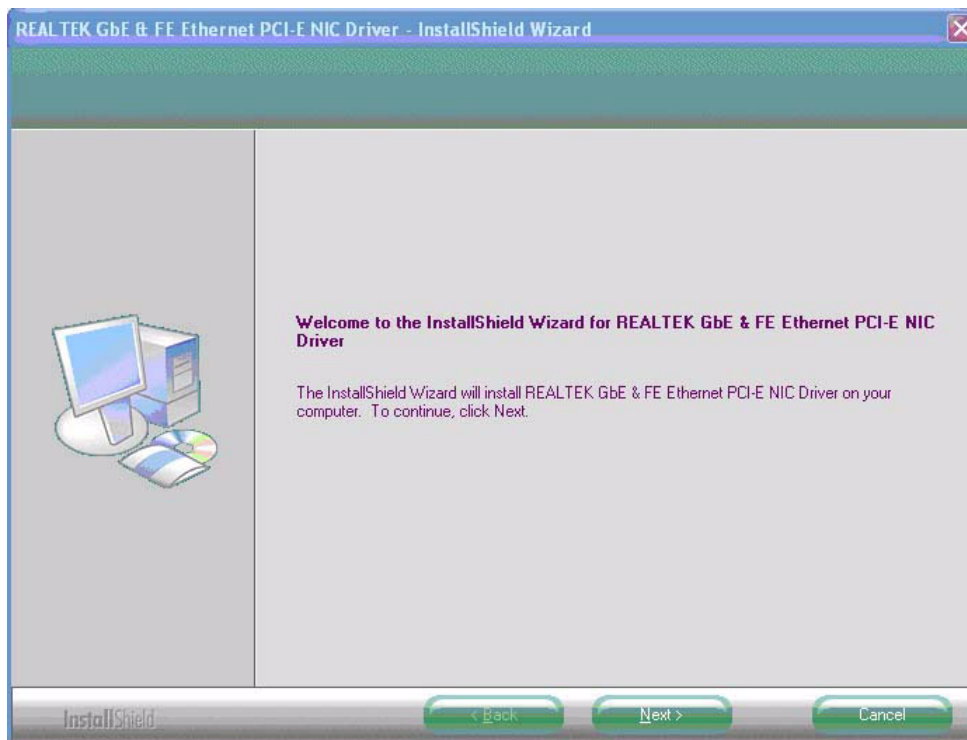 REALTEK GbE & FE Ethernet PCI-E NIC Driver - InstallShield Wizard
Welcome to the InstallShield Wizard for REALTEK GbE & FE Ethernet PCI-E NIC
Driver
The InstallShield Wizard will install REALTEK GbE & FE Ethernet PCI-E NIC Driver on your
computer. To continue, click Next.
InstallShield
< Back
Next >
Cancel